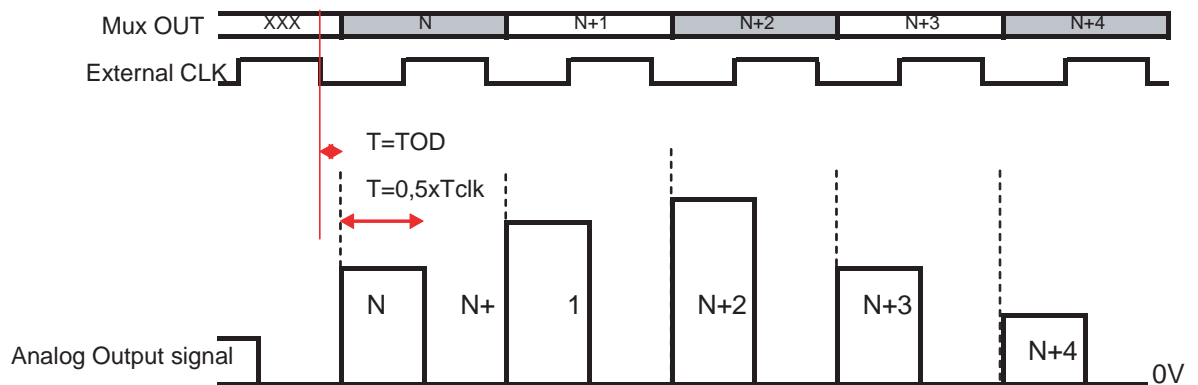 Mux OUT XXX N N+1 N+2 N+3 N+4
External CLK
T=TOD
T=0,5xTclk
N N+ 1 N+2 N+3 N+4
Analog Output signal
0V